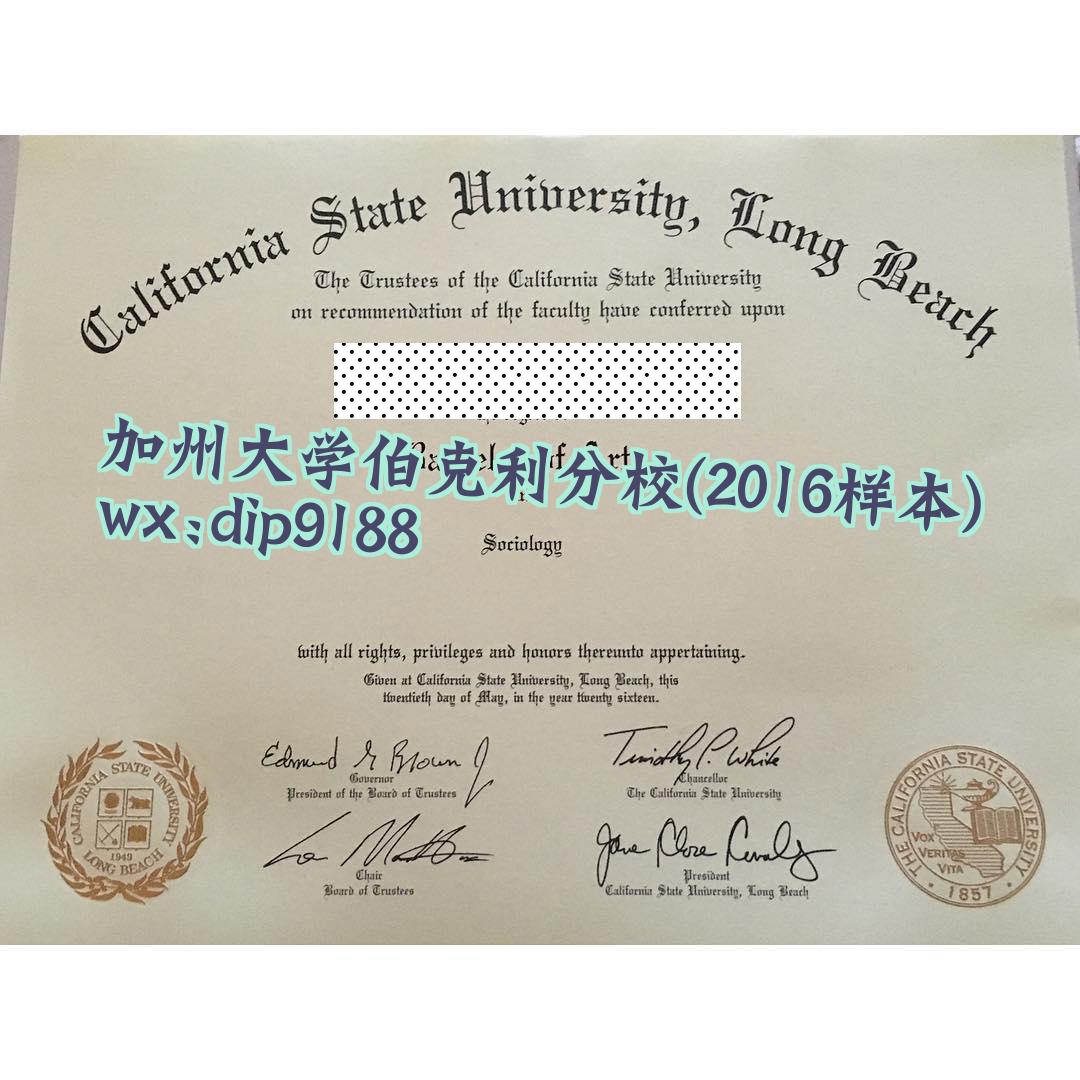 California State University, Long Beach
The Trustees of the California State University
on recommendation of the faculty have conferred upon
加州大学伯克利分校(2016样本)
wx:dip9188
Sociology
with all rights, privileges and honors thereunto appertaining.
Given at California State University, Long Beach, this
twentieth day of May, in the year twenty sixteen.
Edmund G Brown Jr
Governor
President of the Board of Trustees
Timothy P. White
Chancellor
The California State University
Chair
Board of Trustees
President
California State University, Long Beach
CALIFORNIA STATE UNIVERSITY
1949
LONG BEACH
THE CALIFORNIA STATE UNIVERSITY
VOX
VERITAS
VITA
1857